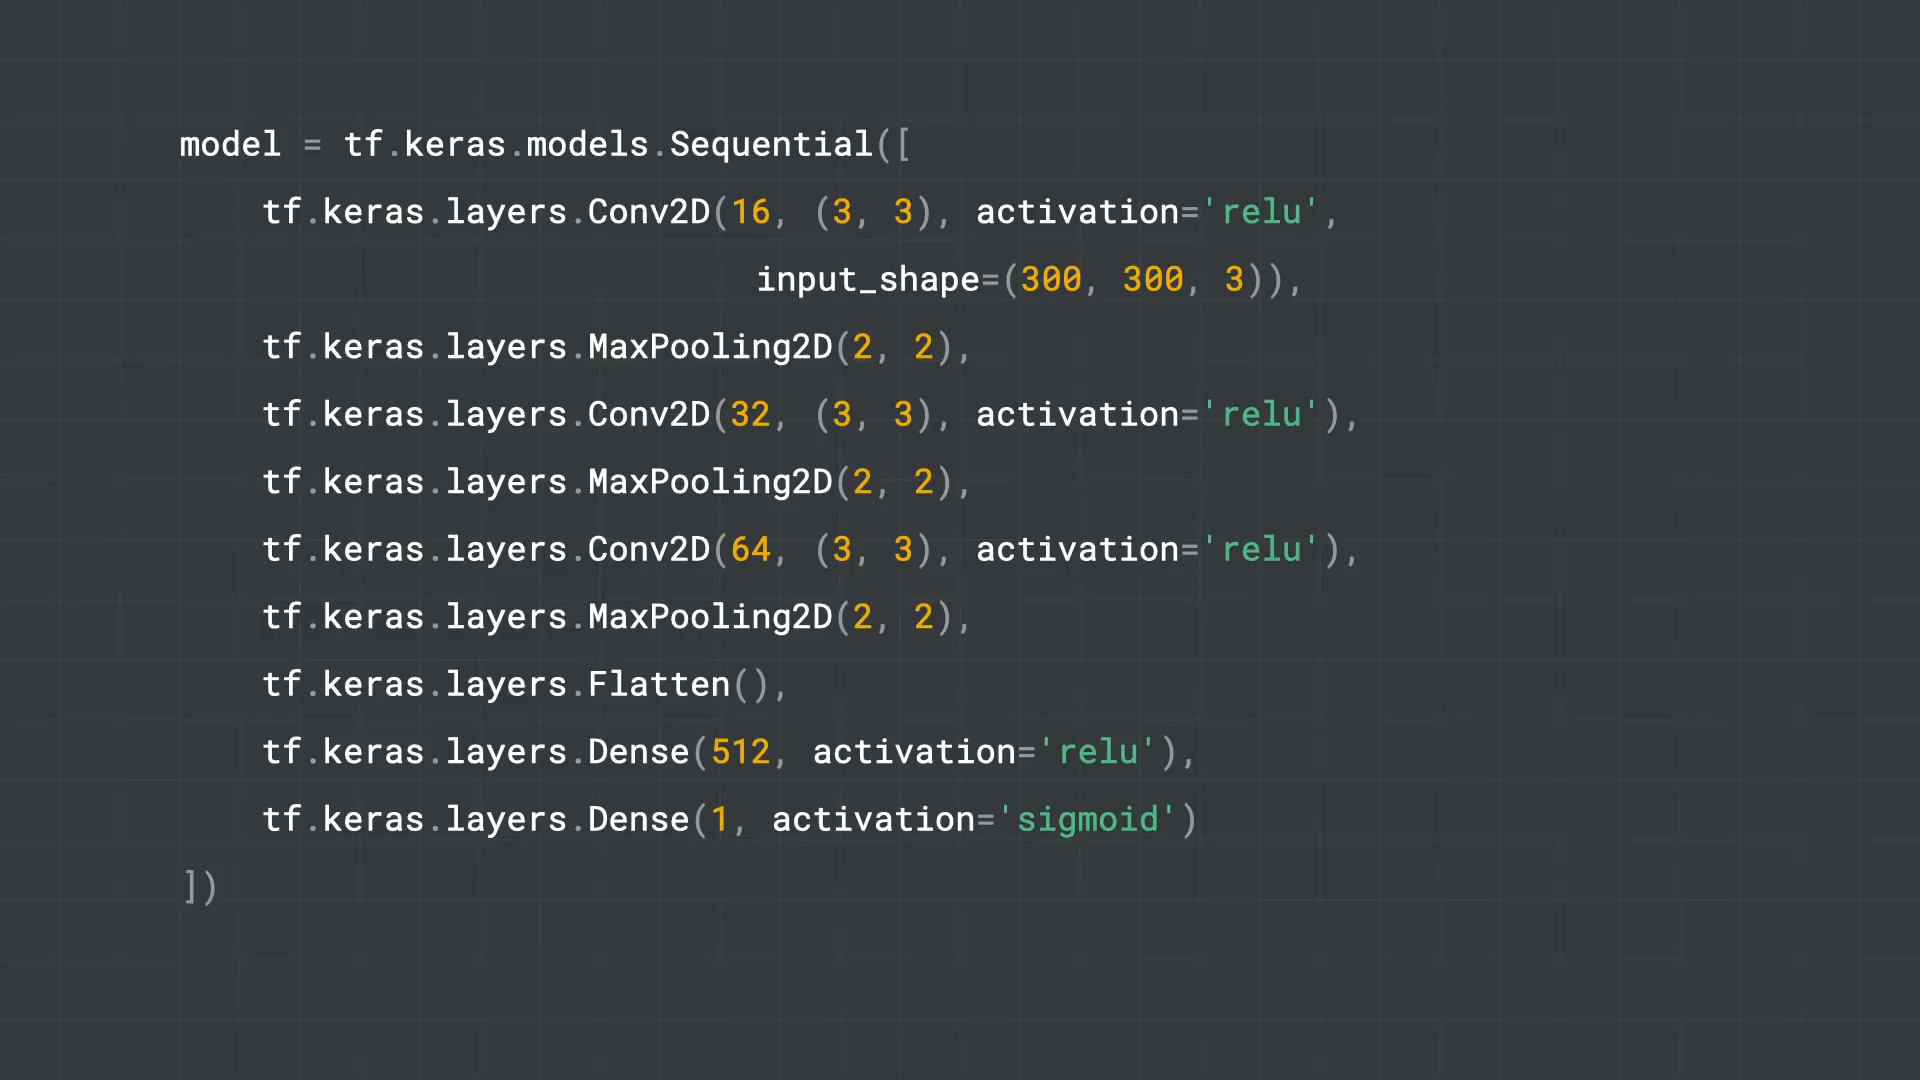 model = tf.keras.models.Sequential([
    tf.keras.layers.Conv2D(16, (3, 3), activation='relu',
                            input_shape=(300, 300, 3)),
    tf.keras.layers.MaxPooling2D(2, 2),
    tf.keras.layers.Conv2D(32, (3, 3), activation='relu'),
    tf.keras.layers.MaxPooling2D(2, 2),
    tf.keras.layers.Conv2D(64, (3, 3), activation='relu'),
    tf.keras.layers.MaxPooling2D(2, 2),
    tf.keras.layers.Flatten(),
    tf.keras.layers.Dense(512, activation='relu'),
    tf.keras.layers.Dense(1, activation='sigmoid')
])